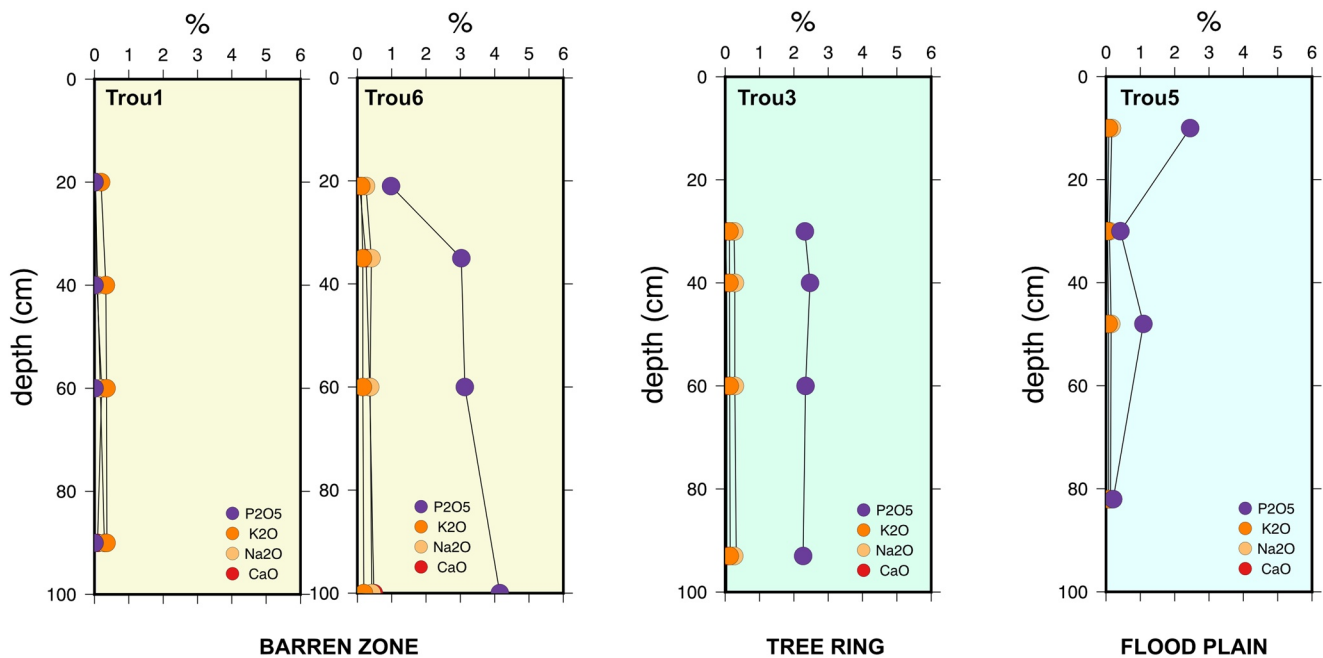 % % % %
0 1 2 3 4 5 6 0 1 2 3 4 5 6 0 1 2 3 4 5 6 0 1 2 3 4 5 6
0 0 0 0
Trou1 Trou6 Trou3 Trou5
20 20 20 20
40 40 40 40
depth (cm) depth (cm) depth (cm)
60 60 60 60
80 80 80 80
P2O5 P2O5 P2O5 P2O5
K2O K2O K2O K2O
Na2O Na2O Na2O Na2O
CaO CaO CaO CaO
100 100 100 100
BARREN ZONE TREE RING FLOOD PLAIN